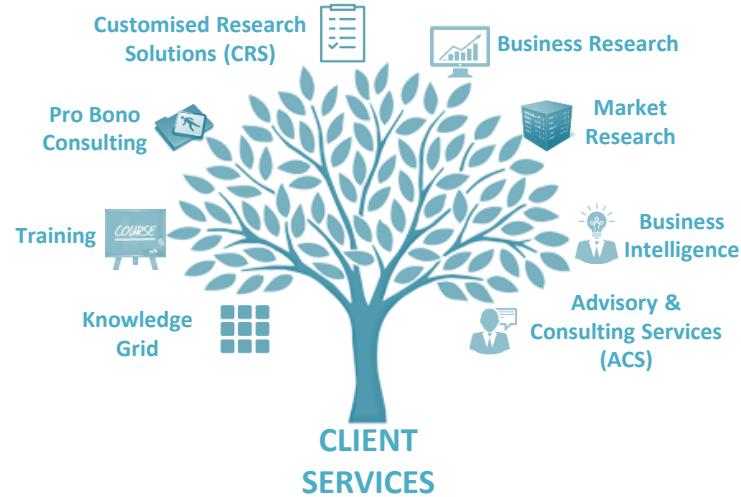 Customised Research
Solutions (CRS)
Business Research
Pro Bono
Consulting
Market
Research
Training
COURSE
Business
Intelligence
Knowledge
Grid
Advisory &
Consulting Services
(ACS)
CLIENT
SERVICES